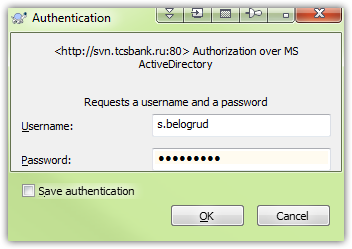 Authentication
<http://svn.tcsbank.ru:80> Authorization over MS
ActiveDirectory
Requests a username and a password
Username:
s.belogrud
Password:
●●●●●●●●●
Save authentication
OK
Cancel